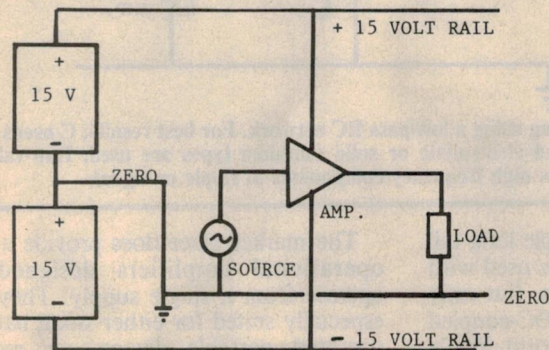 + 15 VOLT RAIL
+
15 V
-
ZERO
+
AMP.
15 V
SOURCE
LOAD
ZERO
- 15 VOLT RAIL